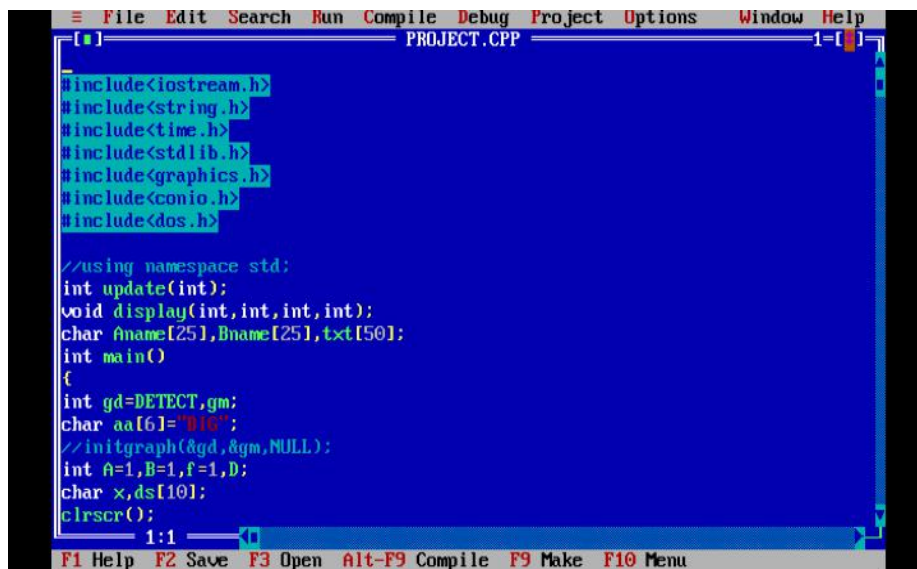 ≡ File Edit Search Run Compile Debug Project Options Window Help
[■] PROJECT.CPP 1=[↕]
#include<iostream.h>
#include<string.h>
#include<time.h>
#include<stdlib.h>
#include<graphics.h>
#include<conio.h>
#include<dos.h>
//using namespace std;
int update(int);
void display(int,int,int,int);
char Aname[25],Bname[25],txt[50];
int main()
{
int gd=DETECT,gm;
char aa[6]="DIG";
//initgraph(&gd,&gm,NULL);
int A=1,B=1,f=1,D;
char x,ds[10];
clrscr();
1:1
F1 Help F2 Save F3 Open Alt-F9 Compile F9 Make F10 Menu